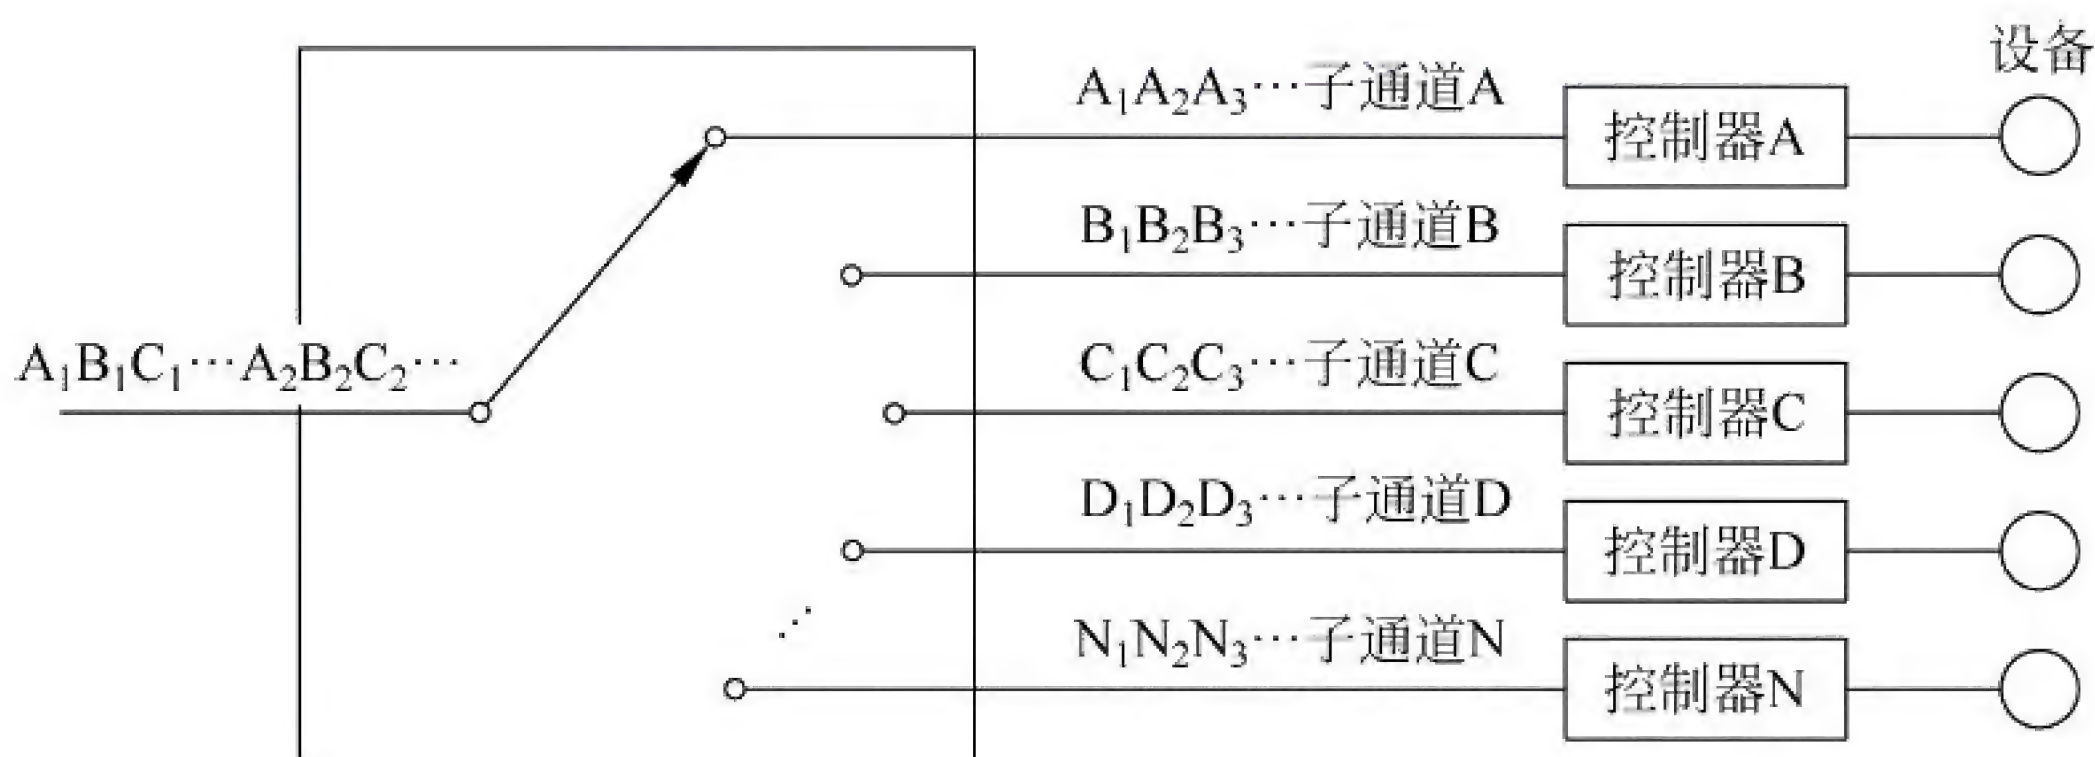 设备
A₁A₂A₃…子通道A
控制器A
B₁B₂B₃…子通道B
控制器B
A₁B₁C₁…A₂B₂C₂…
C₁C₂C₃…子通道C
控制器C
D₁D₂D₃…子通道D
控制器D
N₁N₂N₃…子通道N
控制器N